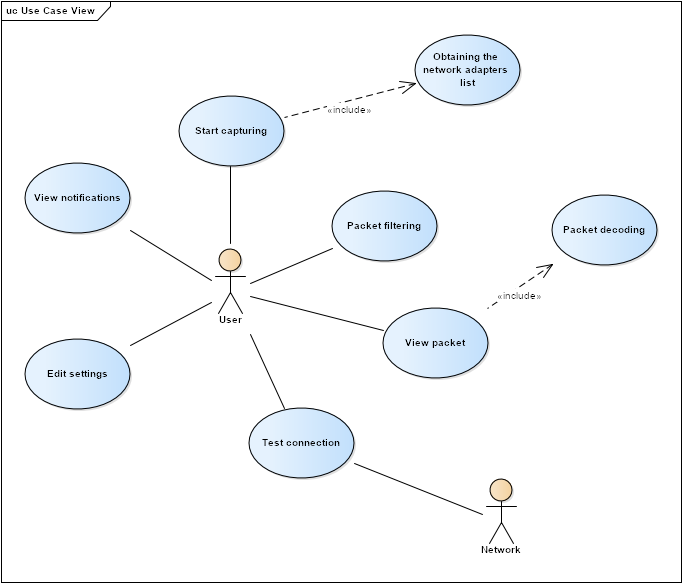 uc Use Case View
Obtaining the
network adapters
list
«include»
Start capturing
View notifications
Packet filtering
Packet decoding
«include»
User
View packet
Edit settings
Test connection
Network